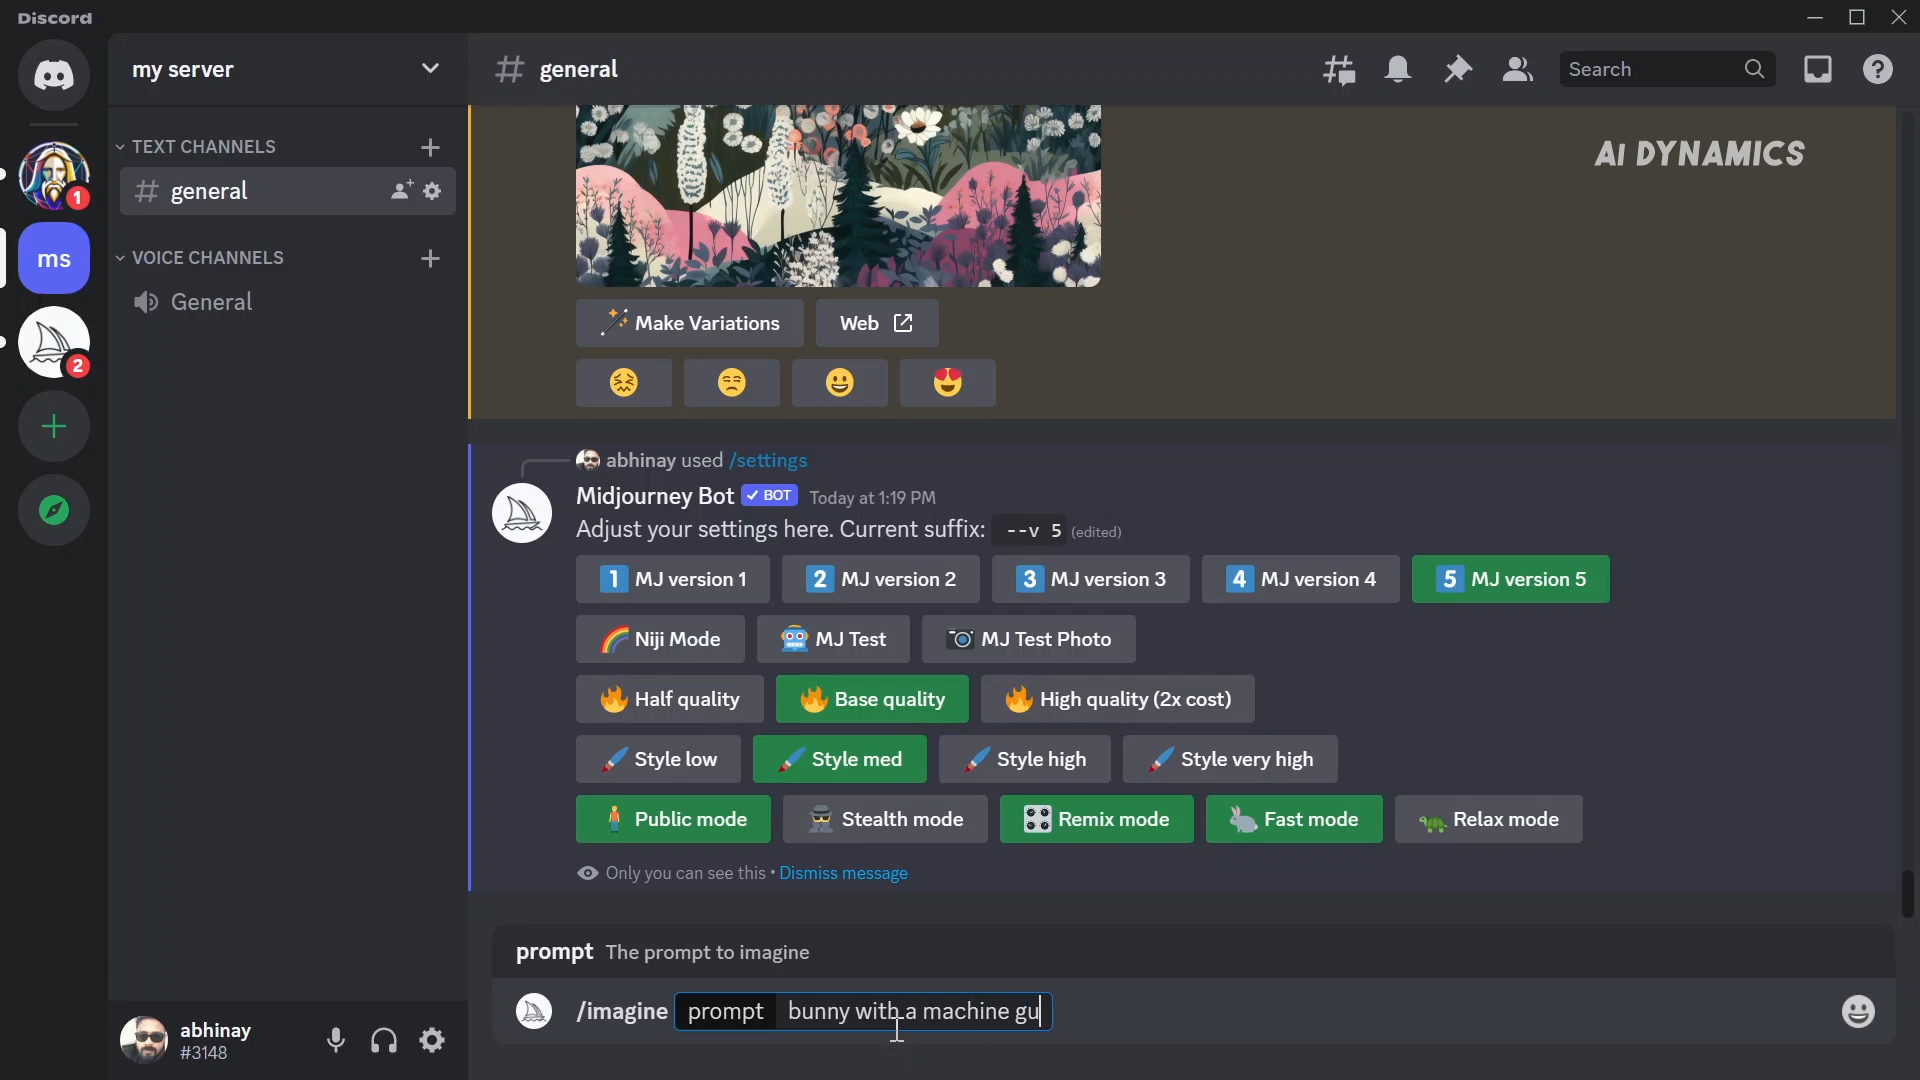 Discord
my server
# general
Search
TEXT CHANNELS
# general
VOICE CHANNELS
General
ms
1
2
AI DYNAMICS
Make Variations
Web
abhinay used /settings
Midjourney Bot ✓ BOT Today at 1:19 PM
Adjust your settings here. Current suffix: --v 5 (edited)
1 MJ version 1
2 MJ version 2
3 MJ version 3
4 MJ version 4
5 MJ version 5
Niji Mode
MJ Test
MJ Test Photo
Half quality
Base quality
High quality (2x cost)
Style low
Style med
Style high
Style very high
Public mode
Stealth mode
Remix mode
Fast mode
Relax mode
Only you can see this • Dismiss message
prompt The prompt to imagine
/imagine prompt bunny with a machine gu
abhinay
#3148